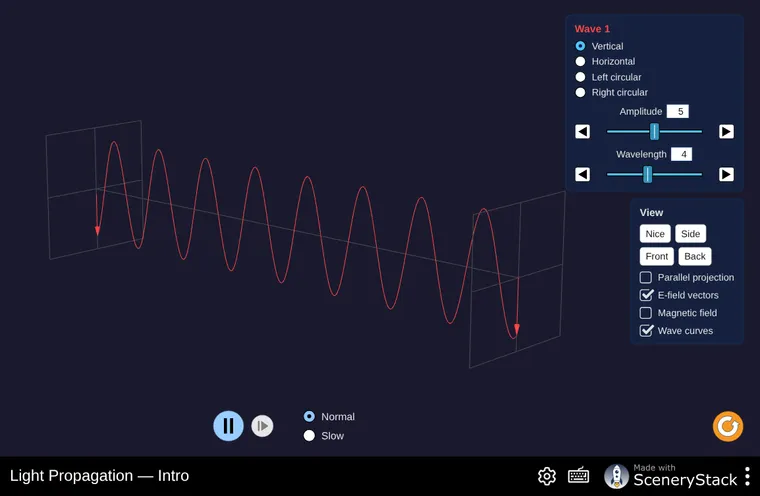 Wave 1
Vertical
Horizontal
Left circular
Right circular
Amplitude 5
Wavelength 4
View
Nice Side
Front Back
Parallel projection
E-field vectors
Magnetic field
Wave curves
Normal
Slow
Light Propagation — Intro
Made with
SceneryStack